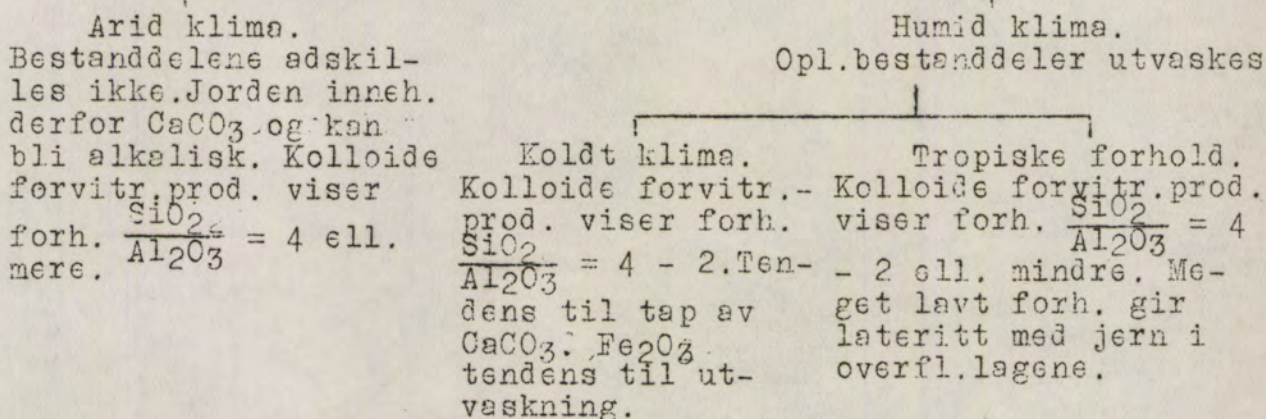 Arid klima.
Bestanddelene adskil-
les ikke.Jorden inneh.
derfor CaCO3 og kan
bli alkalisk. Kolloide
forvitr.prod. viser
forh. SiO2/Al2O3 = 4 ell.
mere.
Humid klima.
Opl.bestanddeler utvaskes
Koldt klima.
Kolloide forvitr.-
prod. viser forh.
SiO2/Al2O3 = 4 - 2.Ten-
dens til tap av
CaCO3. Fe2O3
tendens til ut-
vaskning.
Tropiske forhold.
Kolloide forvitr.prod.
viser forh. SiO2/Al2O3 = 4
- 2 ell. mindre. Me-
get lavt forh. gir
lateritt med jern i
overfl.lagene.